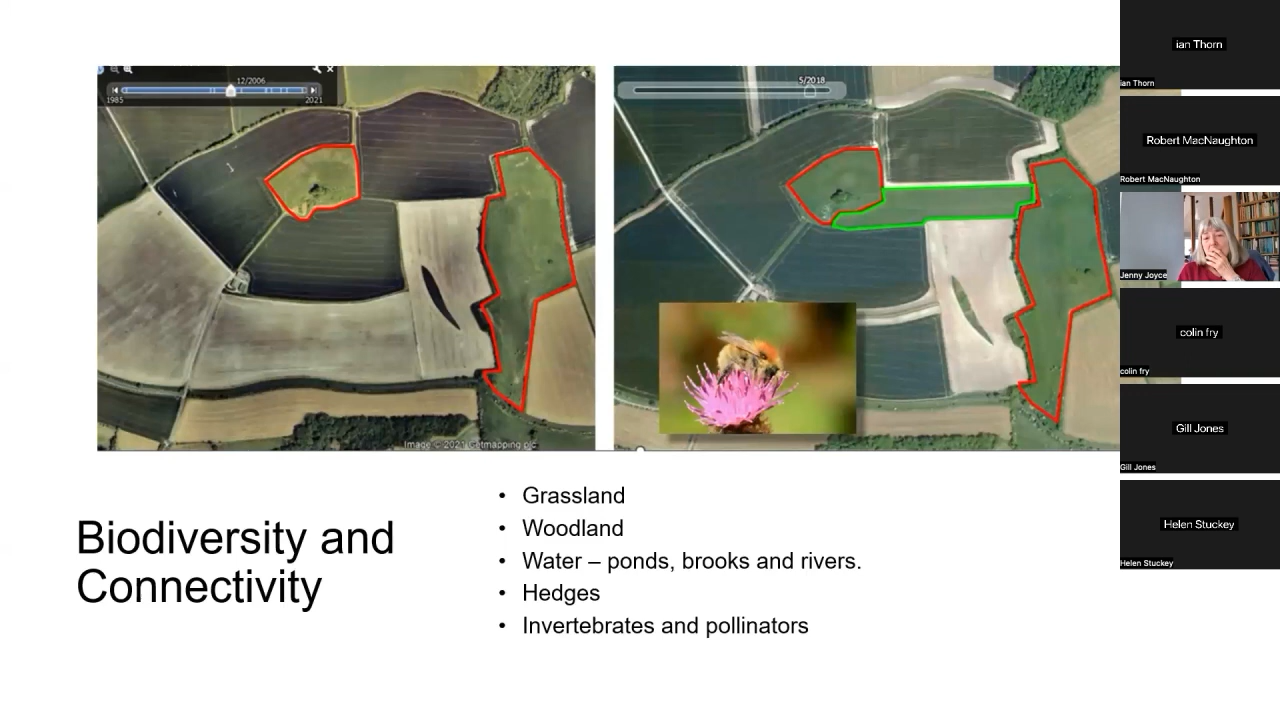 12/2006
1985
2021
Image © 2021 Getmapping plc
5/2018
Biodiversity and
Connectivity
• Grassland
• Woodland
• Water – ponds, brooks and rivers.
• Hedges
• Invertebrates and pollinators
ian Thorn
ian Thorn
Robert MacNaughton
Robert MacNaughton
Jenny Joyce
colin fry
colin fry
Gill Jones
Gill Jones
Helen Stuckey
Helen Stuckey